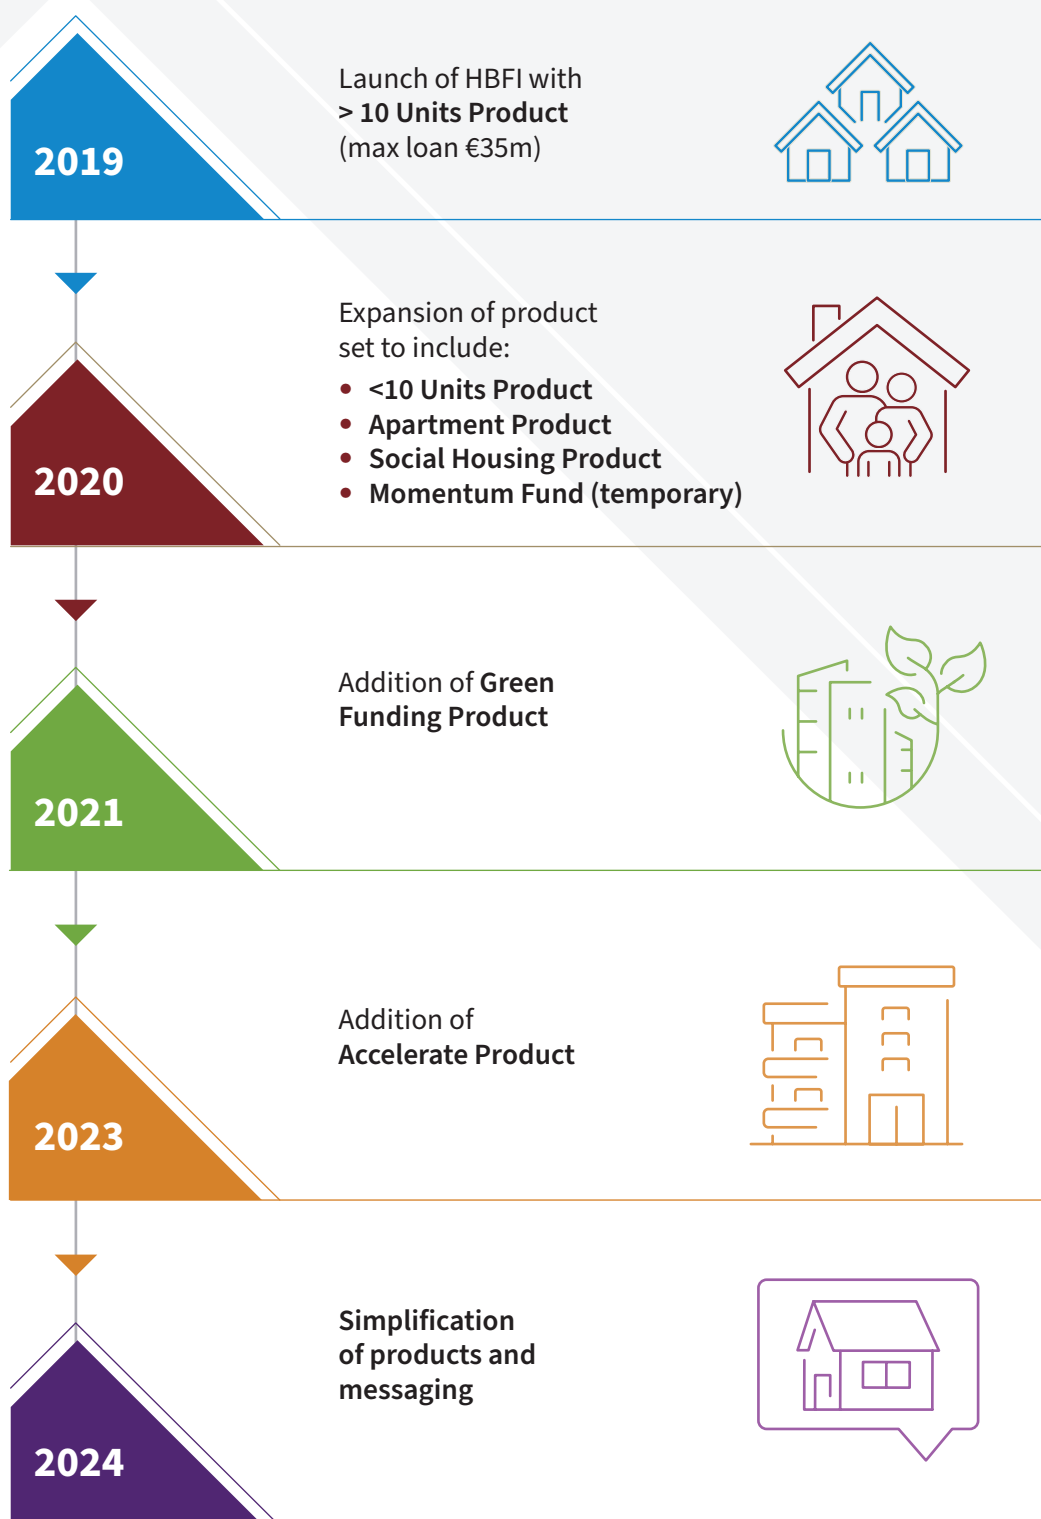 2019
Launch of HBFI with
> 10 Units Product
(max loan €35m)
2020
Expansion of product
set to include:
• <10 Units Product
• Apartment Product
• Social Housing Product
• Momentum Fund (temporary)
2021
Addition of Green
Funding Product
2023
Addition of
Accelerate Product
2024
Simplification
of products and
messaging